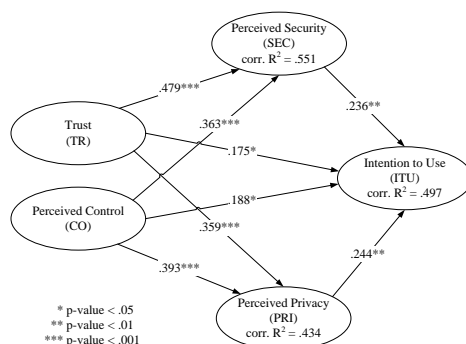 Perceived Security
(SEC)
corr. R² = .551
.479***
.236**
.363***
Trust
(TR)
.175*
Intention to Use
(ITU)
corr. R² = .497
.188*
Perceived Control
(CO)
.359***
.244**
.393***
Perceived Privacy
(PRI)
corr. R² = .434
* p-value < .05
** p-value < .01
*** p-value < .001